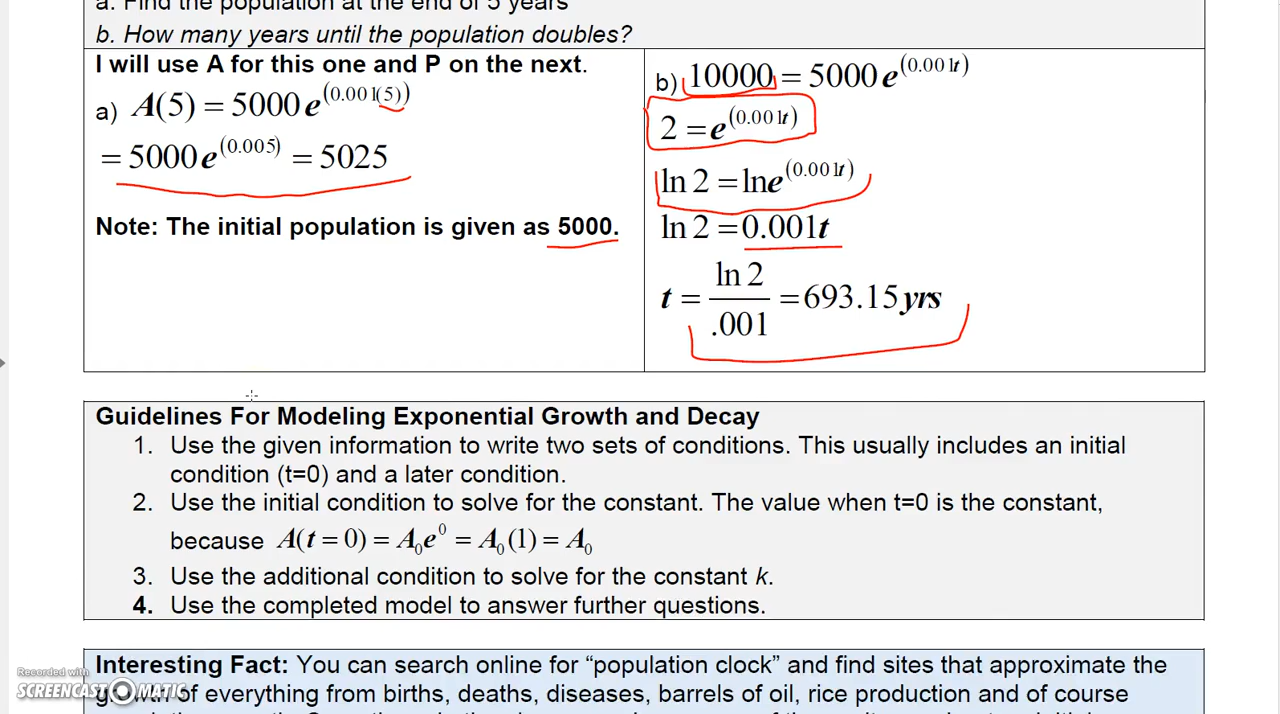 a. Find the population at the end of 5 years
b. How many years until the population doubles?
I will use A for this one and P on the next.
a) A(5) = 5000e^(0.001(5))
= 5000e^(0.005) = 5025
Note: The initial population is given as 5000.
b) 10000 = 5000e^(0.001t)
2 = e^(0.001t)
ln 2 = ln e^(0.001t)
ln 2 = 0.001t
t = ln 2 / .001 = 693.15 yrs
Guidelines For Modeling Exponential Growth and Decay
1. Use the given information to write two sets of conditions. This usually includes an initial
condition (t=0) and a later condition.
2. Use the initial condition to solve for the constant. The value when t=0 is the constant,
because A(t = 0) = A₀e⁰ = A₀(1) = A₀
3. Use the additional condition to solve for the constant k.
4. Use the completed model to answer further questions.
Interesting Fact: You can search online for “population clock” and find sites that approximate the
growth of everything from births, deaths, diseases, barrels of oil, rice production and of course
Recorded with
SCREENCAST-O-MATIC